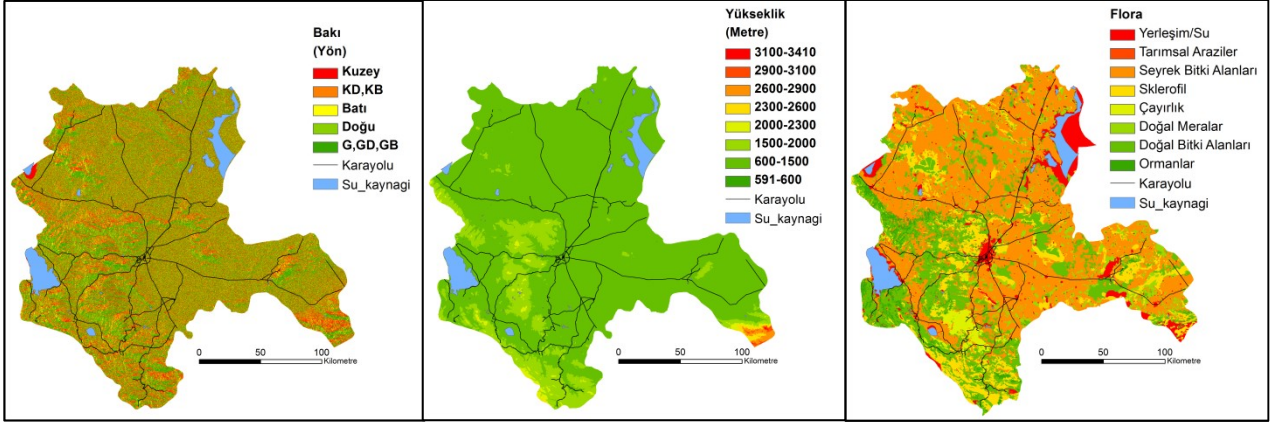 Bakı
(Yön)
Kuzey
KD,KB
Batı
Doğu
G,GD,GB
Karayolu
Su_kaynagi
0 50 100
Kilometre
Yükseklik
(Metre)
3100-3410
2900-3100
2600-2900
2300-2600
2000-2300
1500-2000
600-1500
591-600
Karayolu
Su_kaynagi
0 50 100
Kilometre
Flora
Yerleşim/Su
Tarımsal Araziler
Seyrek Bitki Alanları
Sklerofil
Çayırlık
Doğal Meralar
Doğal Bitki Alanları
Ormanlar
Karayolu
Su_kaynagi
0 50 100
Kilometre